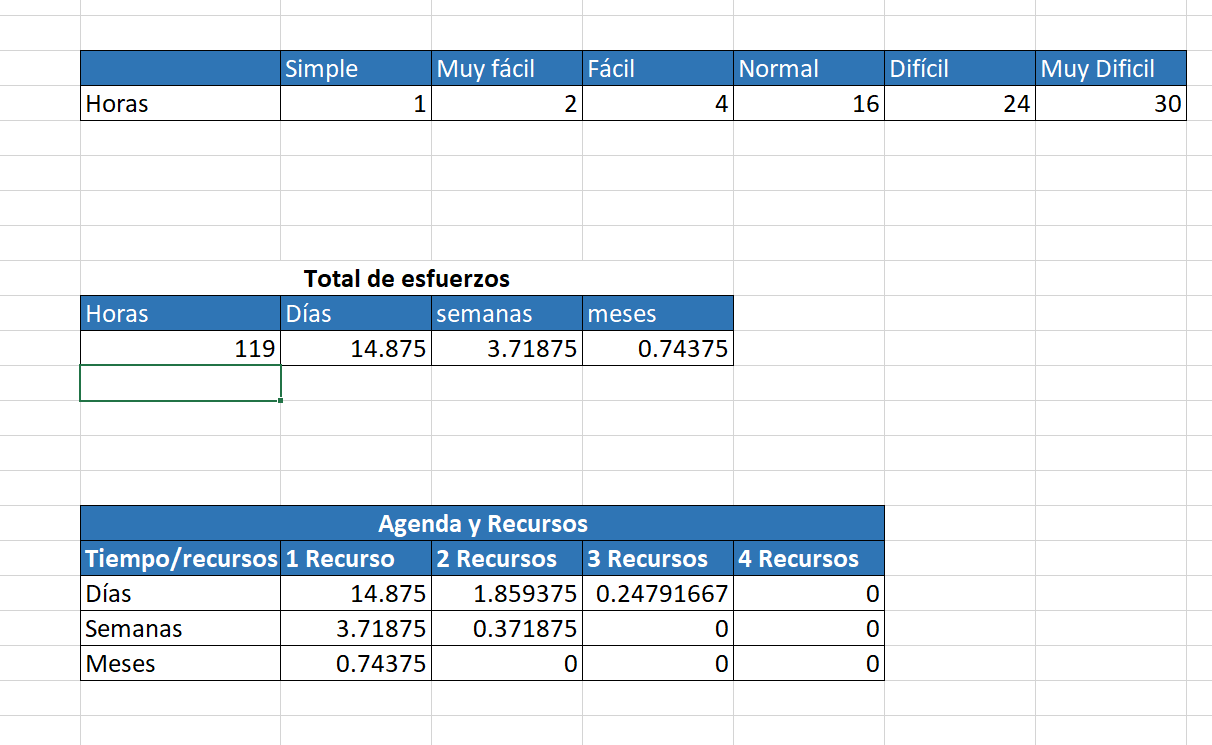 Simple Muy fácil Fácil Normal Difícil Muy Dificil
Horas 1 2 4 16 24 30
Total de esfuerzos
Horas Días semanas meses
119 14.875 3.71875 0.74375
Agenda y Recursos
Tiempo/recursos 1 Recurso 2 Recursos 3 Recursos 4 Recursos
Días 14.875 1.859375 0.24791667 0
Semanas 3.71875 0.371875 0 0
Meses 0.74375 0 0 0